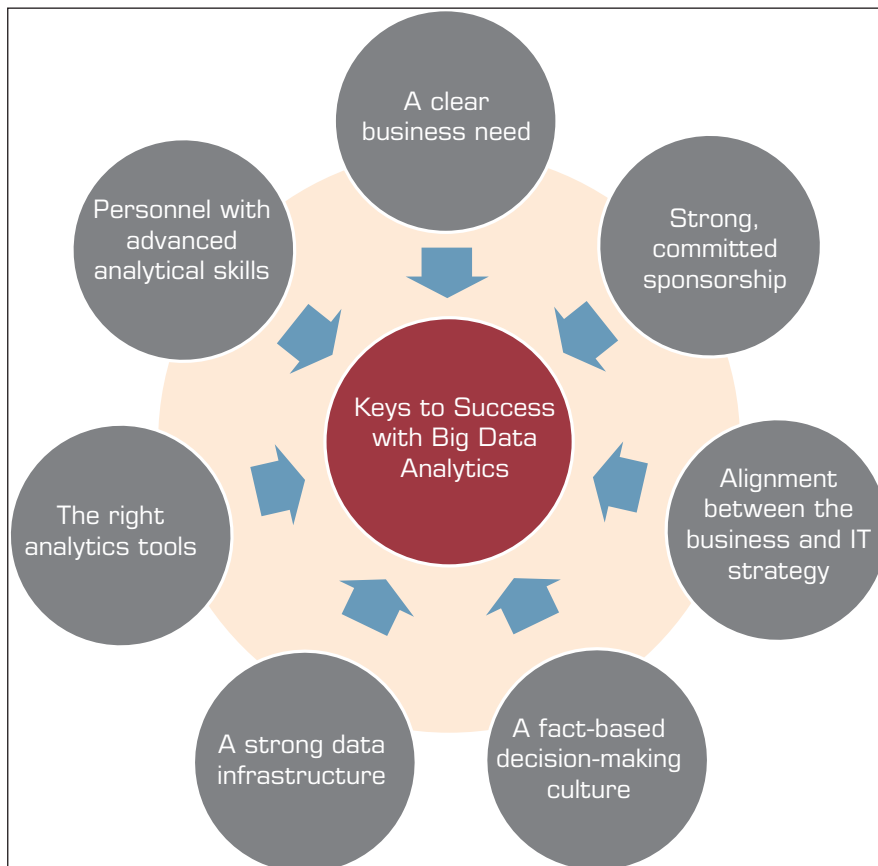 A clear
business need
Strong,
committed
sponsorship
Alignment
between the
business and IT
strategy
A fact-based
decision-making
culture
A strong data
infrastructure
The right
analytics tools
Personnel with
advanced
analytical skills
Keys to Success
with Big Data
Analytics